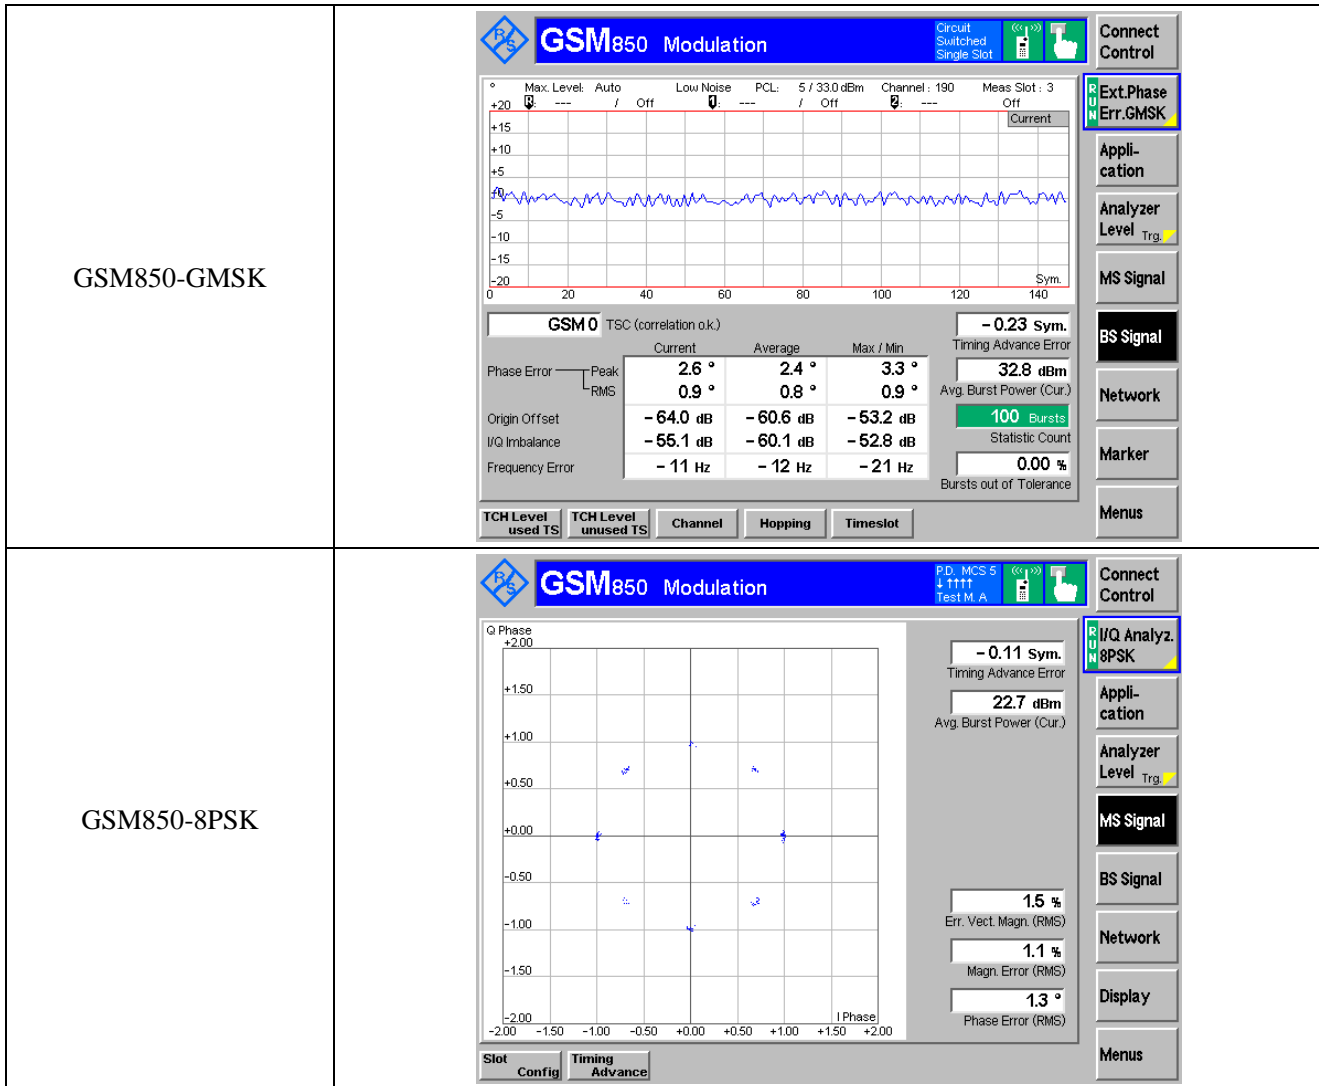 GSM850-GMSK
R/S
GSM850 Modulation
Circuit
Switched
Single Slot
Connect
Control
° Max. Level: Auto Low Noise PCL: 5 / 33.0 dBm Channel : 190 Meas Slot : 3
R: --- / Off 1: --- / Off 2: --- Off
Current
+20
+15
+10
+5
+0
-5
-10
-15
-20
Sym.
0 20 40 60 80 100 120 140
RUN
Ext.Phase
Err.GMSK
Appli-
cation
Analyzer
Level Trg.
MS Signal
BS Signal
Network
Marker
Menus
GSM 0 TSC (correlation o.k.)
Current Average Max / Min
Phase Error Peak 2.6 ° 2.4 ° 3.3 °
RMS 0.9 ° 0.8 ° 0.9 °
Origin Offset - 64.0 dB - 60.6 dB - 53.2 dB
I/Q Imbalance - 55.1 dB - 60.1 dB - 52.8 dB
Frequency Error - 11 Hz - 12 Hz - 21 Hz
- 0.23 Sym.
Timing Advance Error
32.8 dBm
Avg. Burst Power (Cur.)
100 Bursts
Statistic Count
0.00 %
Bursts out of Tolerance
TCH Level
used TS
TCH Level
unused TS
Channel
Hopping
Timeslot
GSM850-8PSK
R/S
GSM850 Modulation
P.D. MCS 5
↓ ↑↑↑↑
Test M. A
Connect
Control
Q Phase
+2.00
+1.50
+1.00
+0.50
+0.00
-0.50
-1.00
-1.50
-2.00
I Phase
-2.00 -1.50 -1.00 -0.50 +0.00 +0.50 +1.00 +1.50 +2.00
- 0.11 Sym.
Timing Advance Error
22.7 dBm
Avg. Burst Power (Cur.)
1.5 %
Err. Vect. Magn. (RMS)
1.1 %
Magn. Error (RMS)
1.3 °
Phase Error (RMS)
RUN
I/Q Analyz.
8PSK
Appli-
cation
Analyzer
Level Trg.
MS Signal
BS Signal
Network
Display
Menus
Slot
Config
Timing
Advance